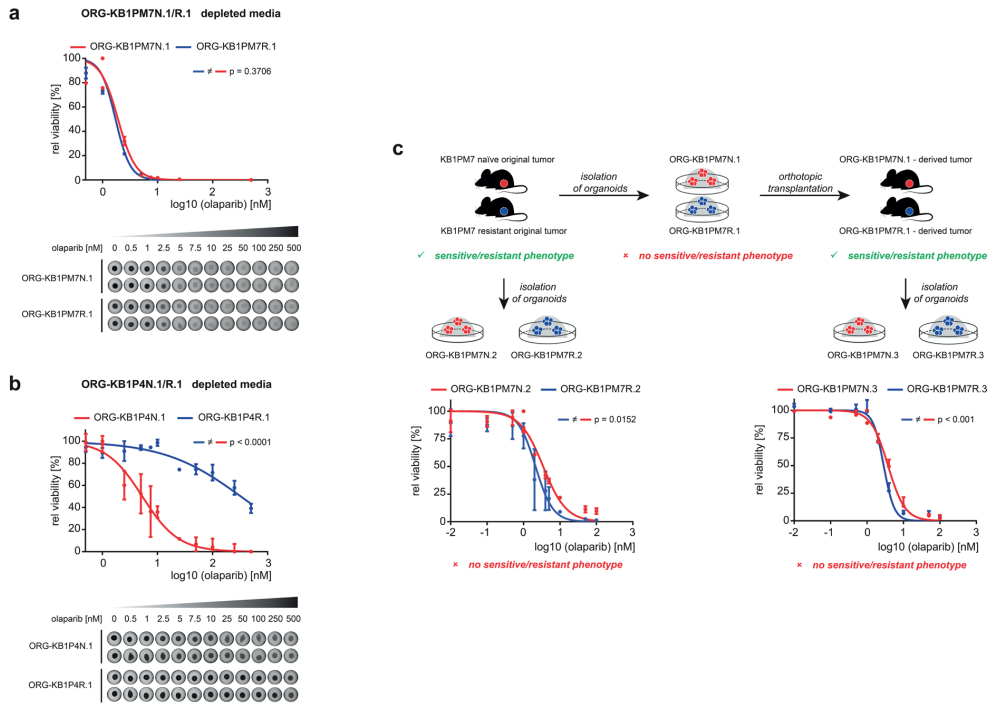 a
ORG-KB1PM7N.1/R.1 depleted media
ORG-KB1PM7N.1 ORG-KB1PM7R.1
≠ p = 0.3706
rel viability [%]
100
80
60
40
20
0
0 1 2 3
log10 (olaparib) [nM]
olaparib [nM] 0 0.5 1 2.5 5 7.5 10 25 50 100 250 500
ORG-KB1PM7N.1
ORG-KB1PM7R.1
b
ORG-KB1P4N.1/R.1 depleted media
ORG-KB1P4N.1 ORG-KB1P4R.1
≠ p < 0.0001
rel viability [%]
100
80
60
40
20
0
0 1 2 3
log10 (olaparib) [nM]
olaparib [nM] 0 0.5 1 2.5 5 7.5 10 25 50 100 250 500
ORG-KB1P4N.1
ORG-KB1P4R.1
c
KB1PM7 naïve original tumor
KB1PM7 resistant original tumor
isolation
of organoids
ORG-KB1PM7N.1
ORG-KB1PM7R.1
orthotopic
transplantation
ORG-KB1PM7N.1 - derived tumor
ORG-KB1PM7R.1 - derived tumor
✓ sensitive/resistant phenotype
× no sensitive/resistant phenotype
✓ sensitive/resistant phenotype
isolation
of organoids
ORG-KB1PM7N.2 ORG-KB1PM7R.2
isolation
of organoids
ORG-KB1PM7N.3 ORG-KB1PM7R.3
ORG-KB1PM7N.2 ORG-KB1PM7R.2
≠ p = 0.0152
rel viability [%]
100
75
50
25
0
-2 -1 0 1 2 3
log10 (olaparib) [nM]
× no sensitive/resistant phenotype
ORG-KB1PM7N.3 ORG-KB1PM7R.3
≠ p < 0.001
rel viability [%]
100
75
50
25
0
-2 -1 0 1 2 3
log10 (olaparib) [nM]
× no sensitive/resistant phenotype